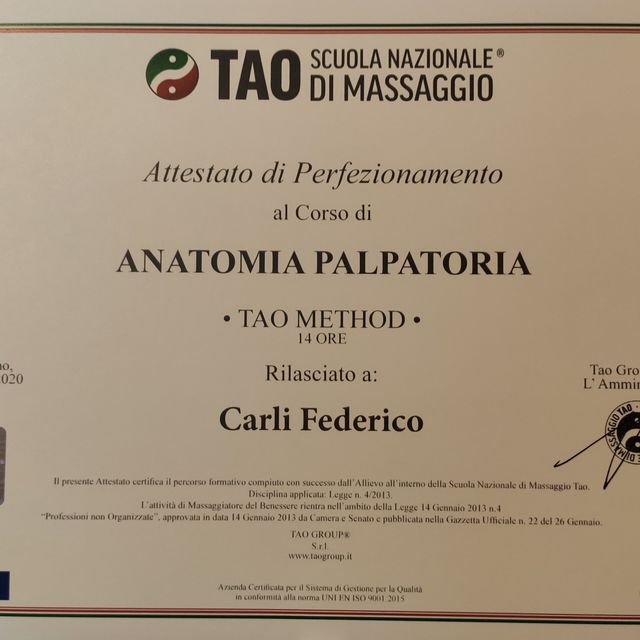 TAO SCUOLA NAZIONALE®
DI MASSAGGIO
Attestato di Perfezionamento
al Corso di
ANATOMIA PALPATORIA
• TAO METHOD •
14 ORE
Rilasciato a:
Carli Federico
Tao Grou
L' Ammin
Il presente Attestato certifica il percorso formativo compiuto con successo dall'Allievo all'interno della Scuola Nazionale di Massaggio Tao.
Disciplina applicata: Legge n. 4/2013.
L'attività di Massaggiatore del Benessere rientra nell'ambito della Legge 14 Gennaio 2013 n.4
"Professioni non Organizzate", approvata in data 14 Gennaio 2013 da Camera e Senato e pubblicata nella Gazzetta Ufficiale n. 22 del 26 Gennaio.
TAO GROUP®
S.r.l.
www.taogroup.it
Azienda Certificata per il Sistema di Gestione per la Qualità
in conformità alla norma UNI EN ISO 9001:2015